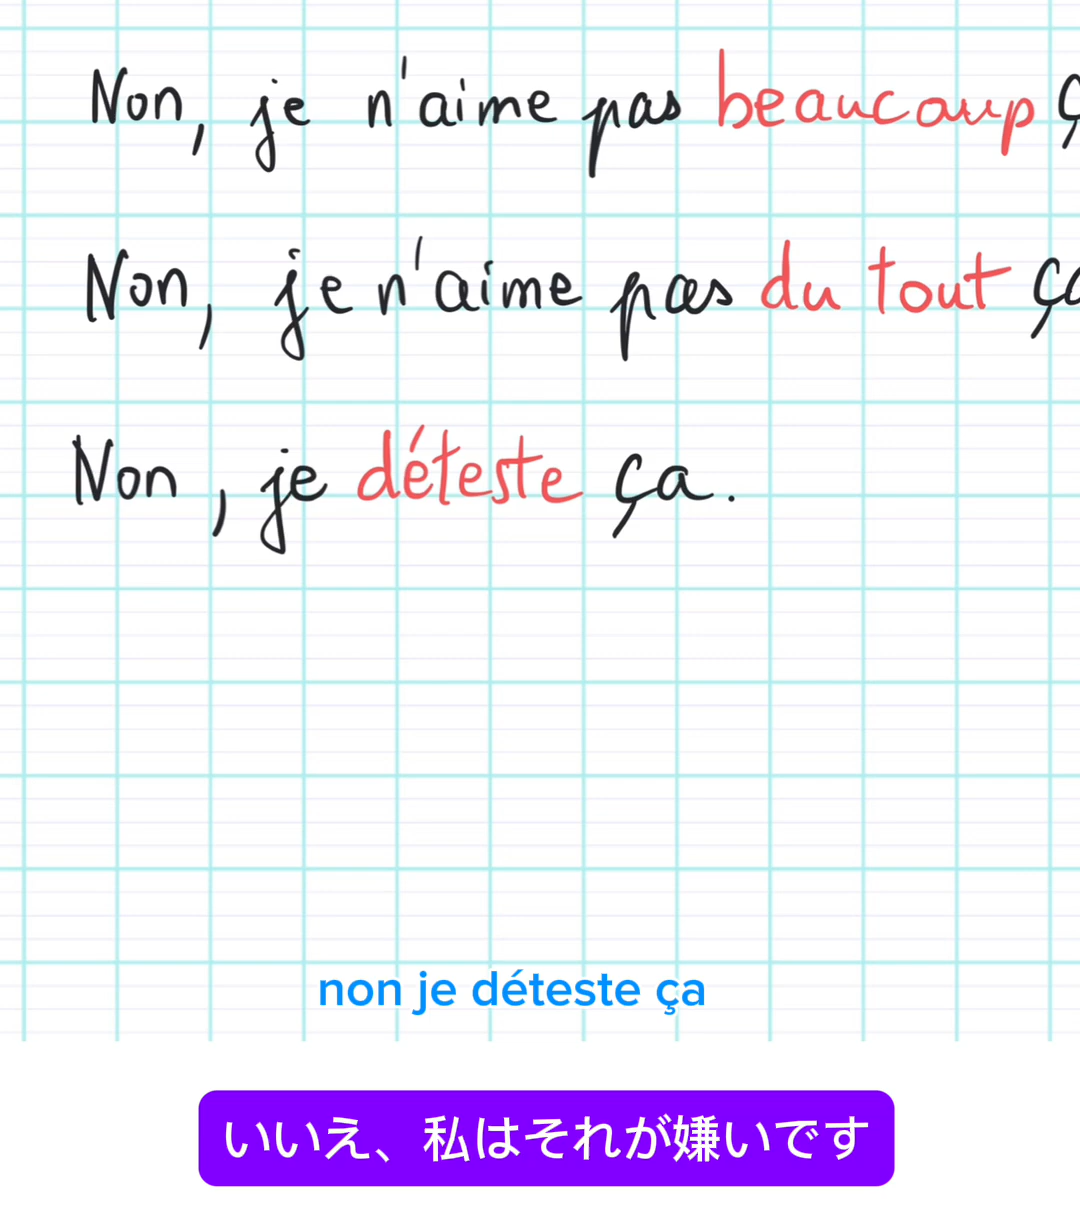 Non, je n'aime pas beaucoup ç
Non, je n'aime pas du tout ça
Non, je déteste ça.
non je déteste ça
いいえ、私はそれが嫌いです